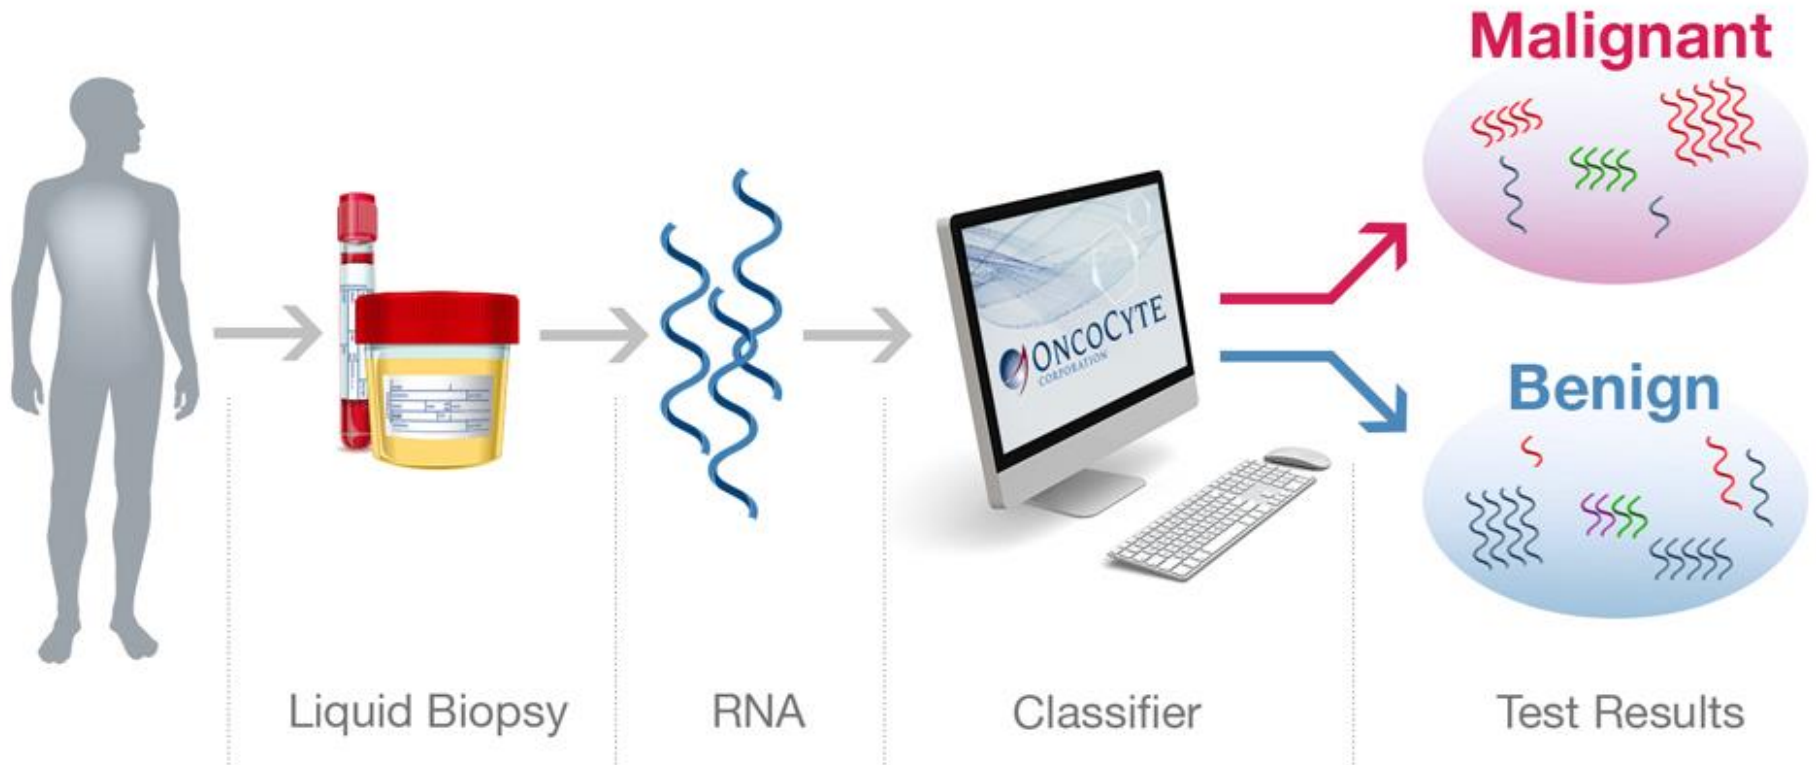 Malignant
ONCOCYTE
CORPORATION
Benign
Liquid Biopsy
RNA
Classifier
Test Results